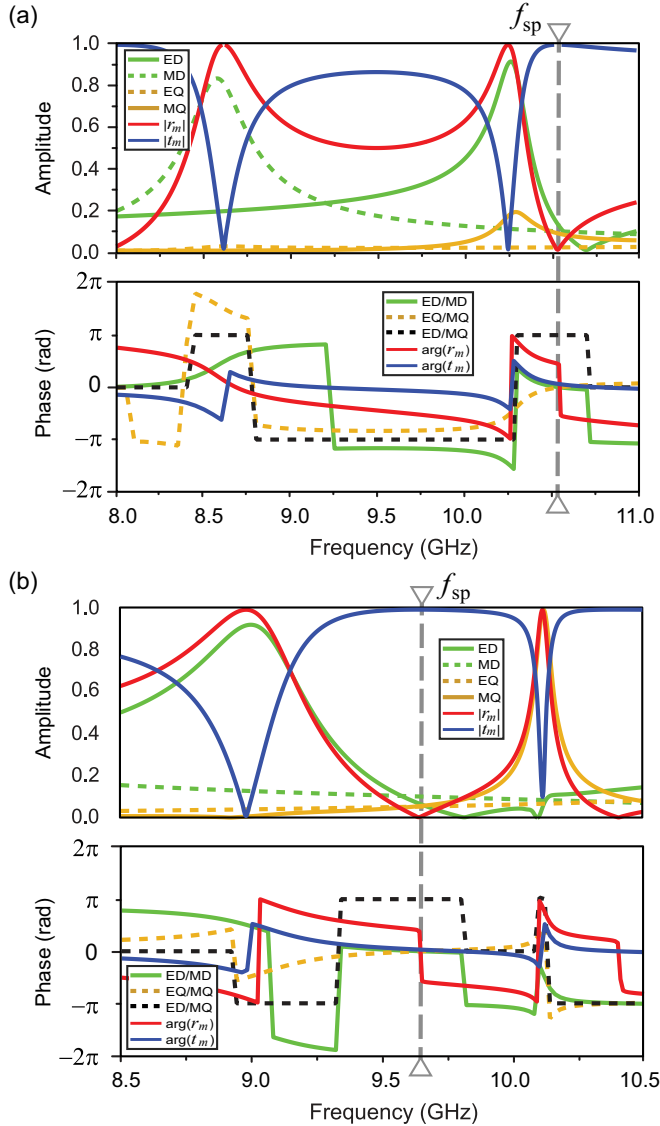 (a)
f_sp
1.0
0.8
0.6
0.4
0.2
0.0
Amplitude
ED
MD
EQ
MQ
|r_m|
|t_m|
2π
π
0
−π
−2π
Phase (rad)
ED/MD
EQ/MQ
ED/MQ
arg(r_m)
arg(t_m)
8.0 8.5 9.0 9.5 10.0 10.5 11.0
Frequency (GHz)
(b)
f_sp
1.0
0.8
0.6
0.4
0.2
0.0
Amplitude
ED
MD
EQ
MQ
|r_m|
|t_m|
2π
π
0
−π
−2π
Phase (rad)
ED/MD
EQ/MQ
ED/MQ
arg(r_m)
arg(t_m)
8.5 9.0 9.5 10.0 10.5
Frequency (GHz)